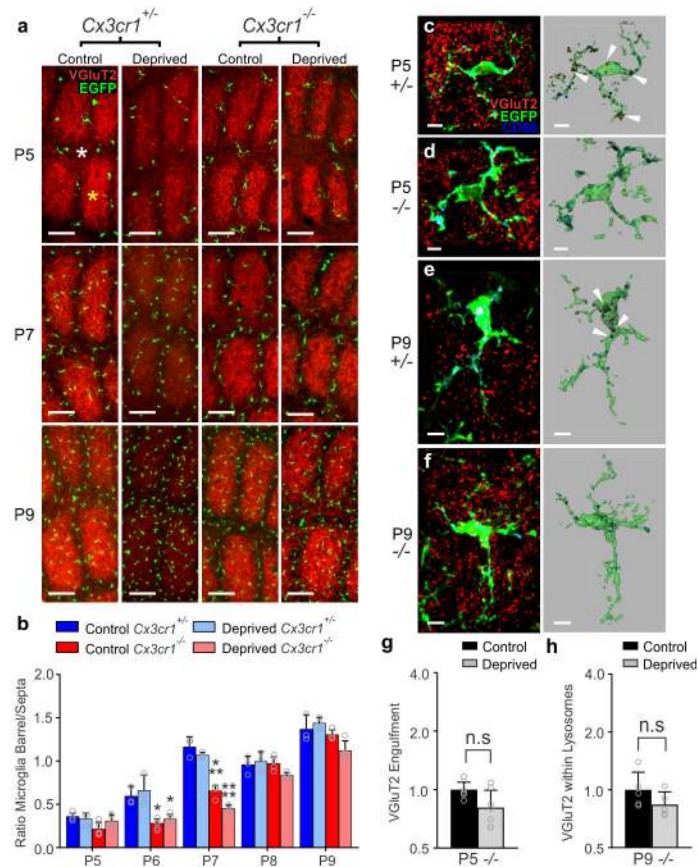 a
Cx3cr1+/-
Cx3cr1-/-
Control Deprived Control Deprived
VGluT2
EGFP
*
*
P5
P7
P9
c
P5
+/-
VGluT2
EGFP
CD68
d
P5
-/-
e
P9
+/-
f
P9
-/-
b
Control Cx3cr1+/-
Deprived Cx3cr1+/-
Control Cx3cr1-/-
Deprived Cx3cr1-/-
Ratio Microglia Barrel/Septa
2.0
1.5
1.0
0.5
0.0
* *
* ** ** **
P5 P6 P7 P8 P9
g
Control
Deprived
VGluT2 Engulfment
4.0
2.0
1.0
0.5
n.s
P5 -/-
h
Control
Deprived
VGluT2 within Lysosomes
4.0
2.0
1.0
0.5
n.s
P9 -/-